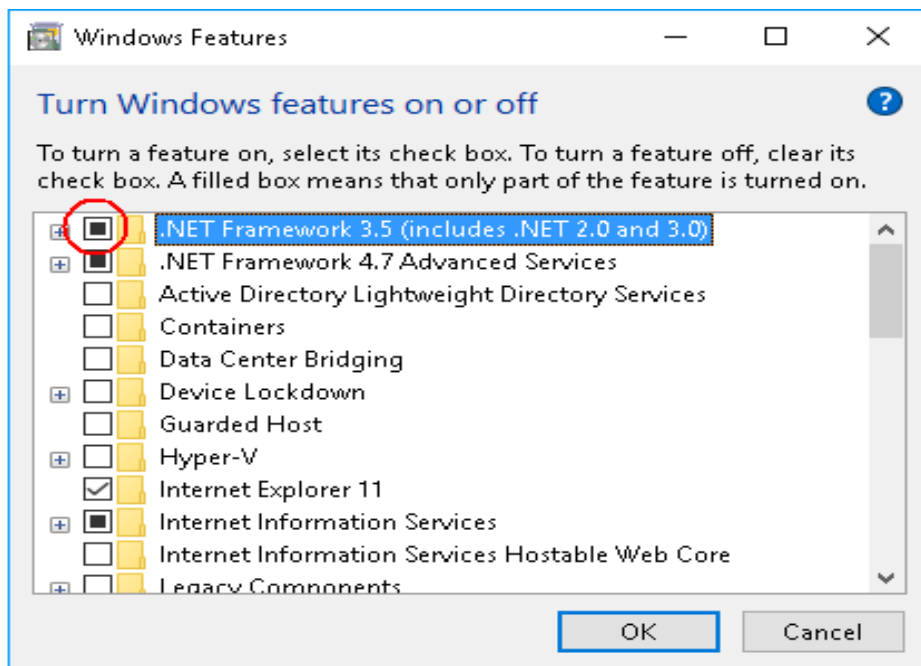 Windows Features
Turn Windows features on or off
?
To turn a feature on, select its check box. To turn a feature off, clear its
check box. A filled box means that only part of the feature is turned on.
.NET Framework 3.5 (includes .NET 2.0 and 3.0)
.NET Framework 4.7 Advanced Services
Active Directory Lightweight Directory Services
Containers
Data Center Bridging
Device Lockdown
Guarded Host
Hyper-V
Internet Explorer 11
Internet Information Services
Internet Information Services Hostable Web Core
Legacy Components
OK Cancel